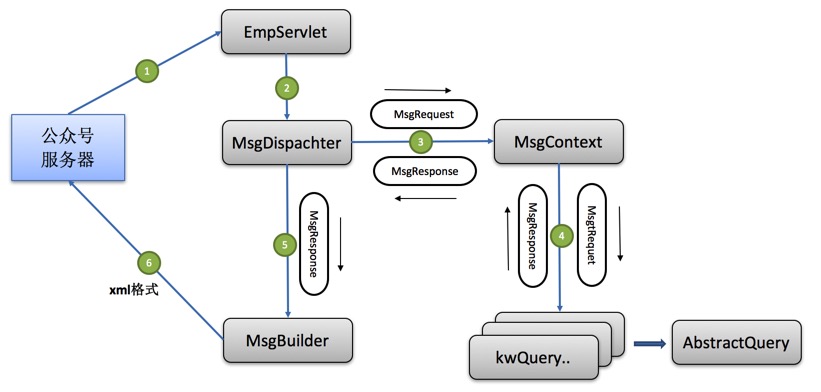 EmpServlet
1
2
MsgRequest
公众号
服务器
MsgDispachter
3
MsgContext
MsgResponse
MsgResponse
5
MsgResponse
4
MsgtRequet
6
xml格式
MsgBuilder
kwQuery..
AbstractQuery